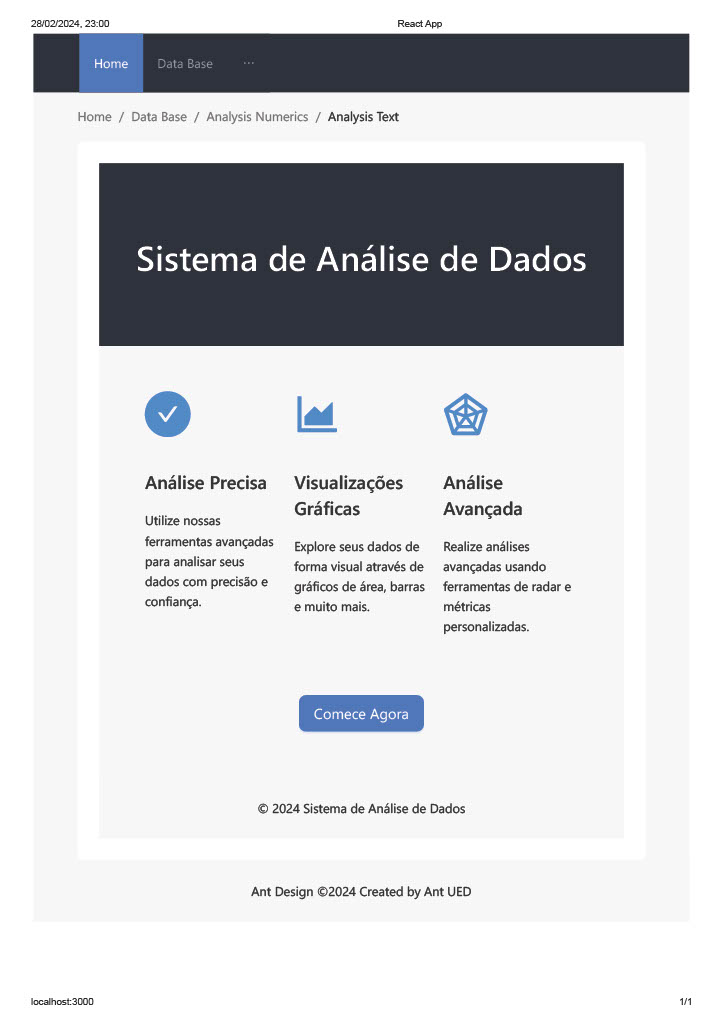 28/02/2024, 23:00 React App
Home Data Base ...
Home / Data Base / Analysis Numerics / Analysis Text
Sistema de Análise de Dados
Análise Precisa
Utilize nossas
ferramentas avançadas
para analisar seus
dados com precisão e
confiança.
Visualizações
Gráficas
Explore seus dados de
forma visual através de
gráficos de área, barras
e muito mais.
Análise
Avançada
Realize análises
avançadas usando
ferramentas de radar e
métricas
personalizadas.
Comece Agora
© 2024 Sistema de Análise de Dados
Ant Design ©2024 Created by Ant UED
localhost:3000 1/1